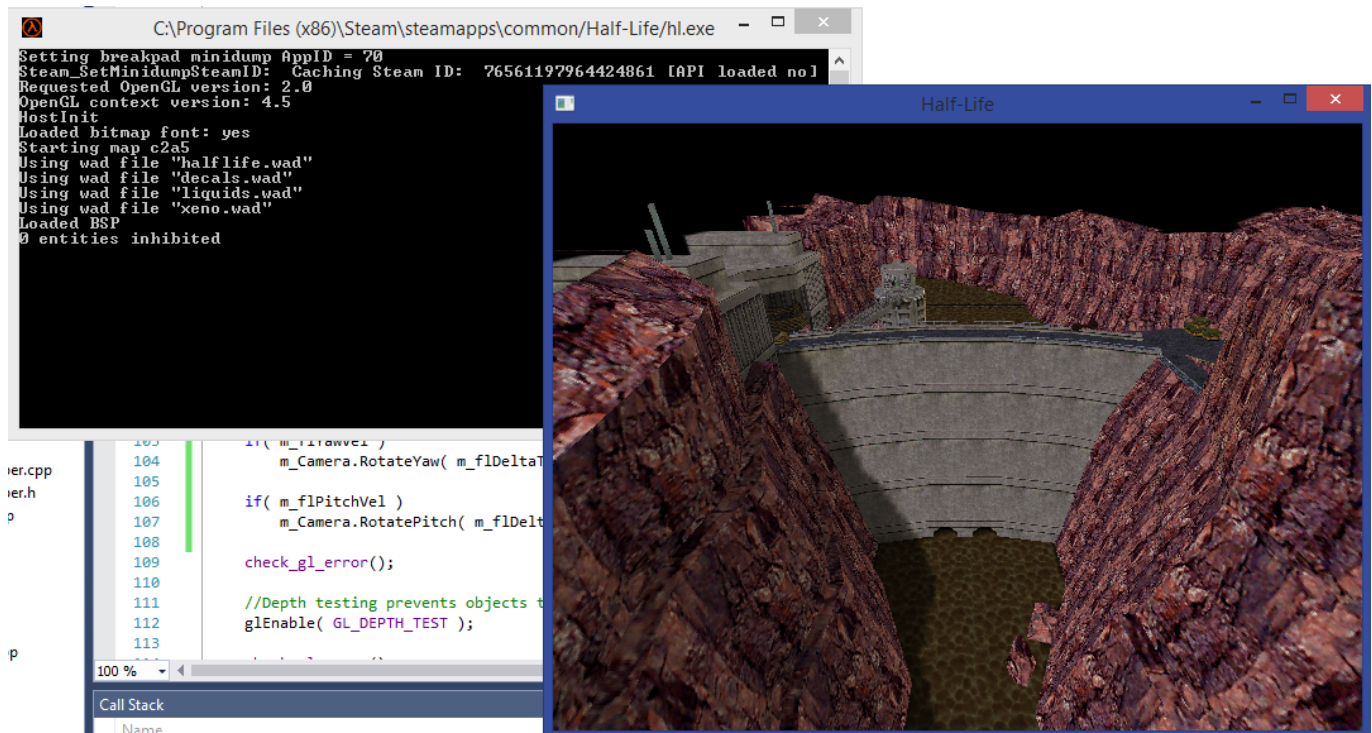 C:\Program Files (x86)\Steam\steamapps\common/Half-Life/hl.exe
Setting breakpad minidump AppID = 70
Steam_SetMinidumpSteamID:  Caching Steam ID:  76561197964424861 [API loaded no]
Requested OpenGL version: 2.0
OpenGL context version: 4.5
HostInit
Loaded bitmap font: yes
Starting map c2a5
Using wad file "halflife.wad"
Using wad file "decals.wad"
Using wad file "liquids.wad"
Using wad file "xeno.wad"
Loaded BSP
0 entities inhibited
Half-Life
per.cpp
per.h
p
p
103 if( m_flYawVel )
104 m_Camera.RotateYaw( m_flDeltaT
105
106 if( m_flPitchVel )
107 m_Camera.RotatePitch( m_flDelt
108
109 check_gl_error();
110
111 //Depth testing prevents objects t
112 glEnable( GL_DEPTH_TEST );
113
100 %
Call Stack
Name